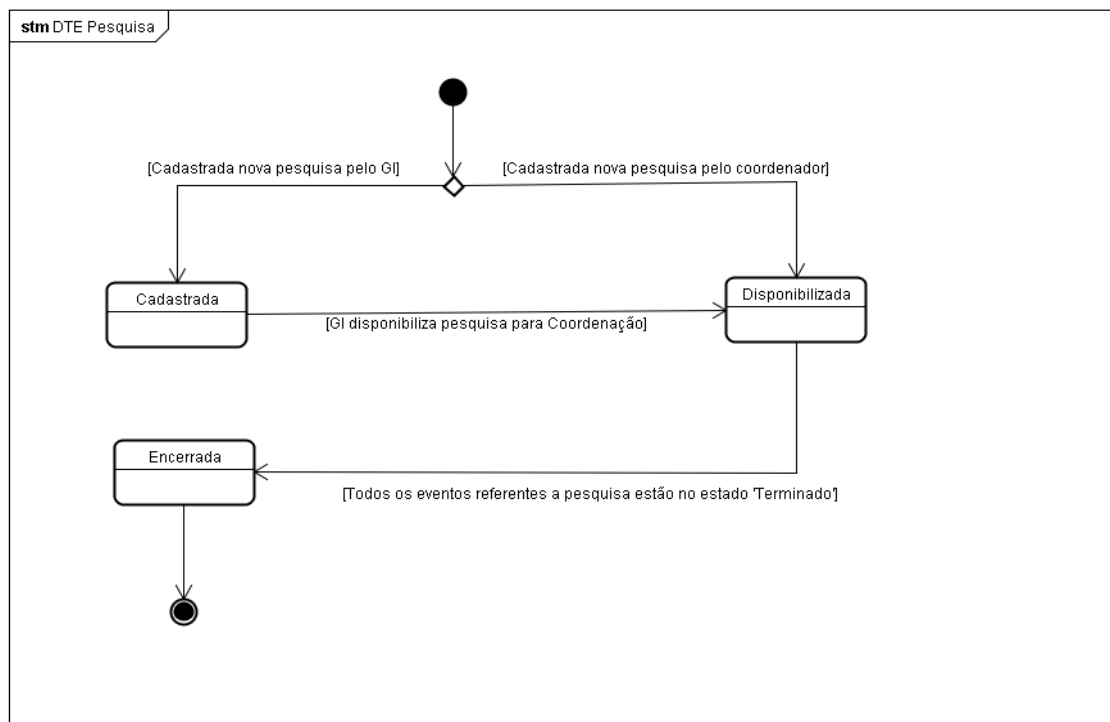 stm DTE Pesquisa
[Cadastrada nova pesquisa pelo GI]
[Cadastrada nova pesquisa pelo coordenador]
Cadastrada
Disponibilizada
[GI disponibiliza pesquisa para Coordenação]
Encerrada
[Todos os eventos referentes a pesquisa estão no estado 'Terminado']